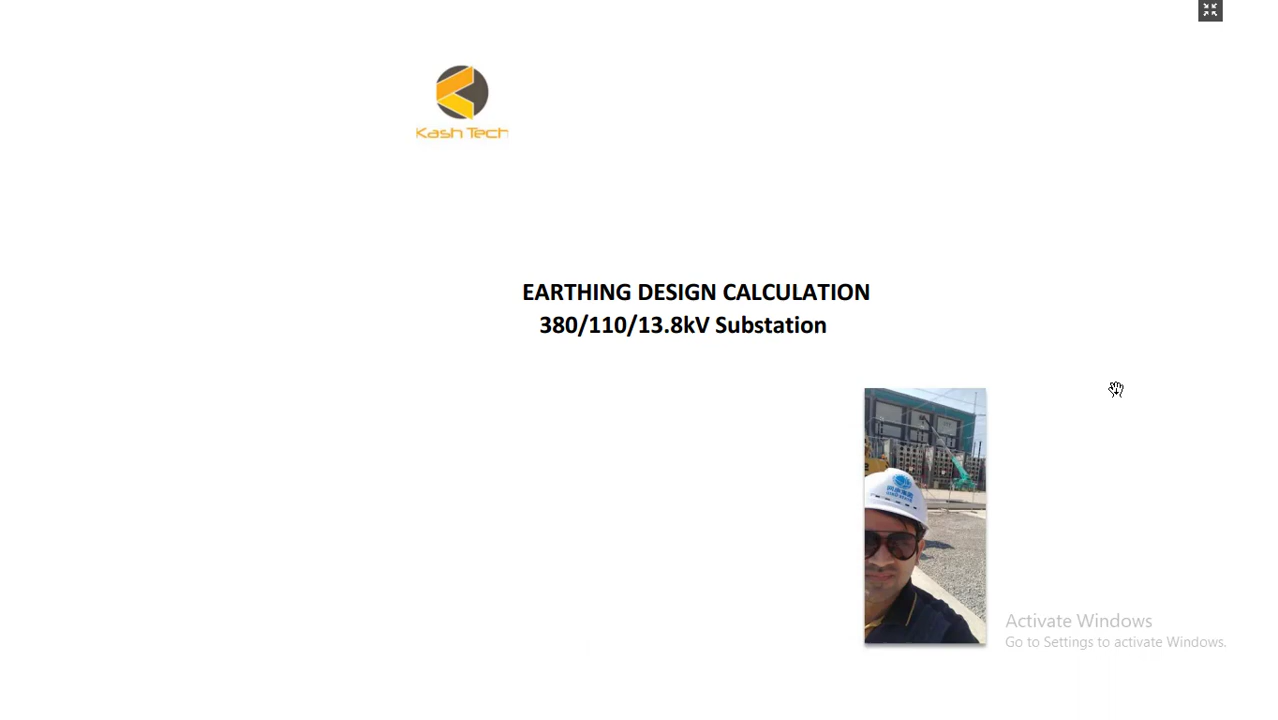 Kash Tech
EARTHING DESIGN CALCULATION
380/110/13.8kV Substation
Activate Windows
Go to Settings to activate Windows.